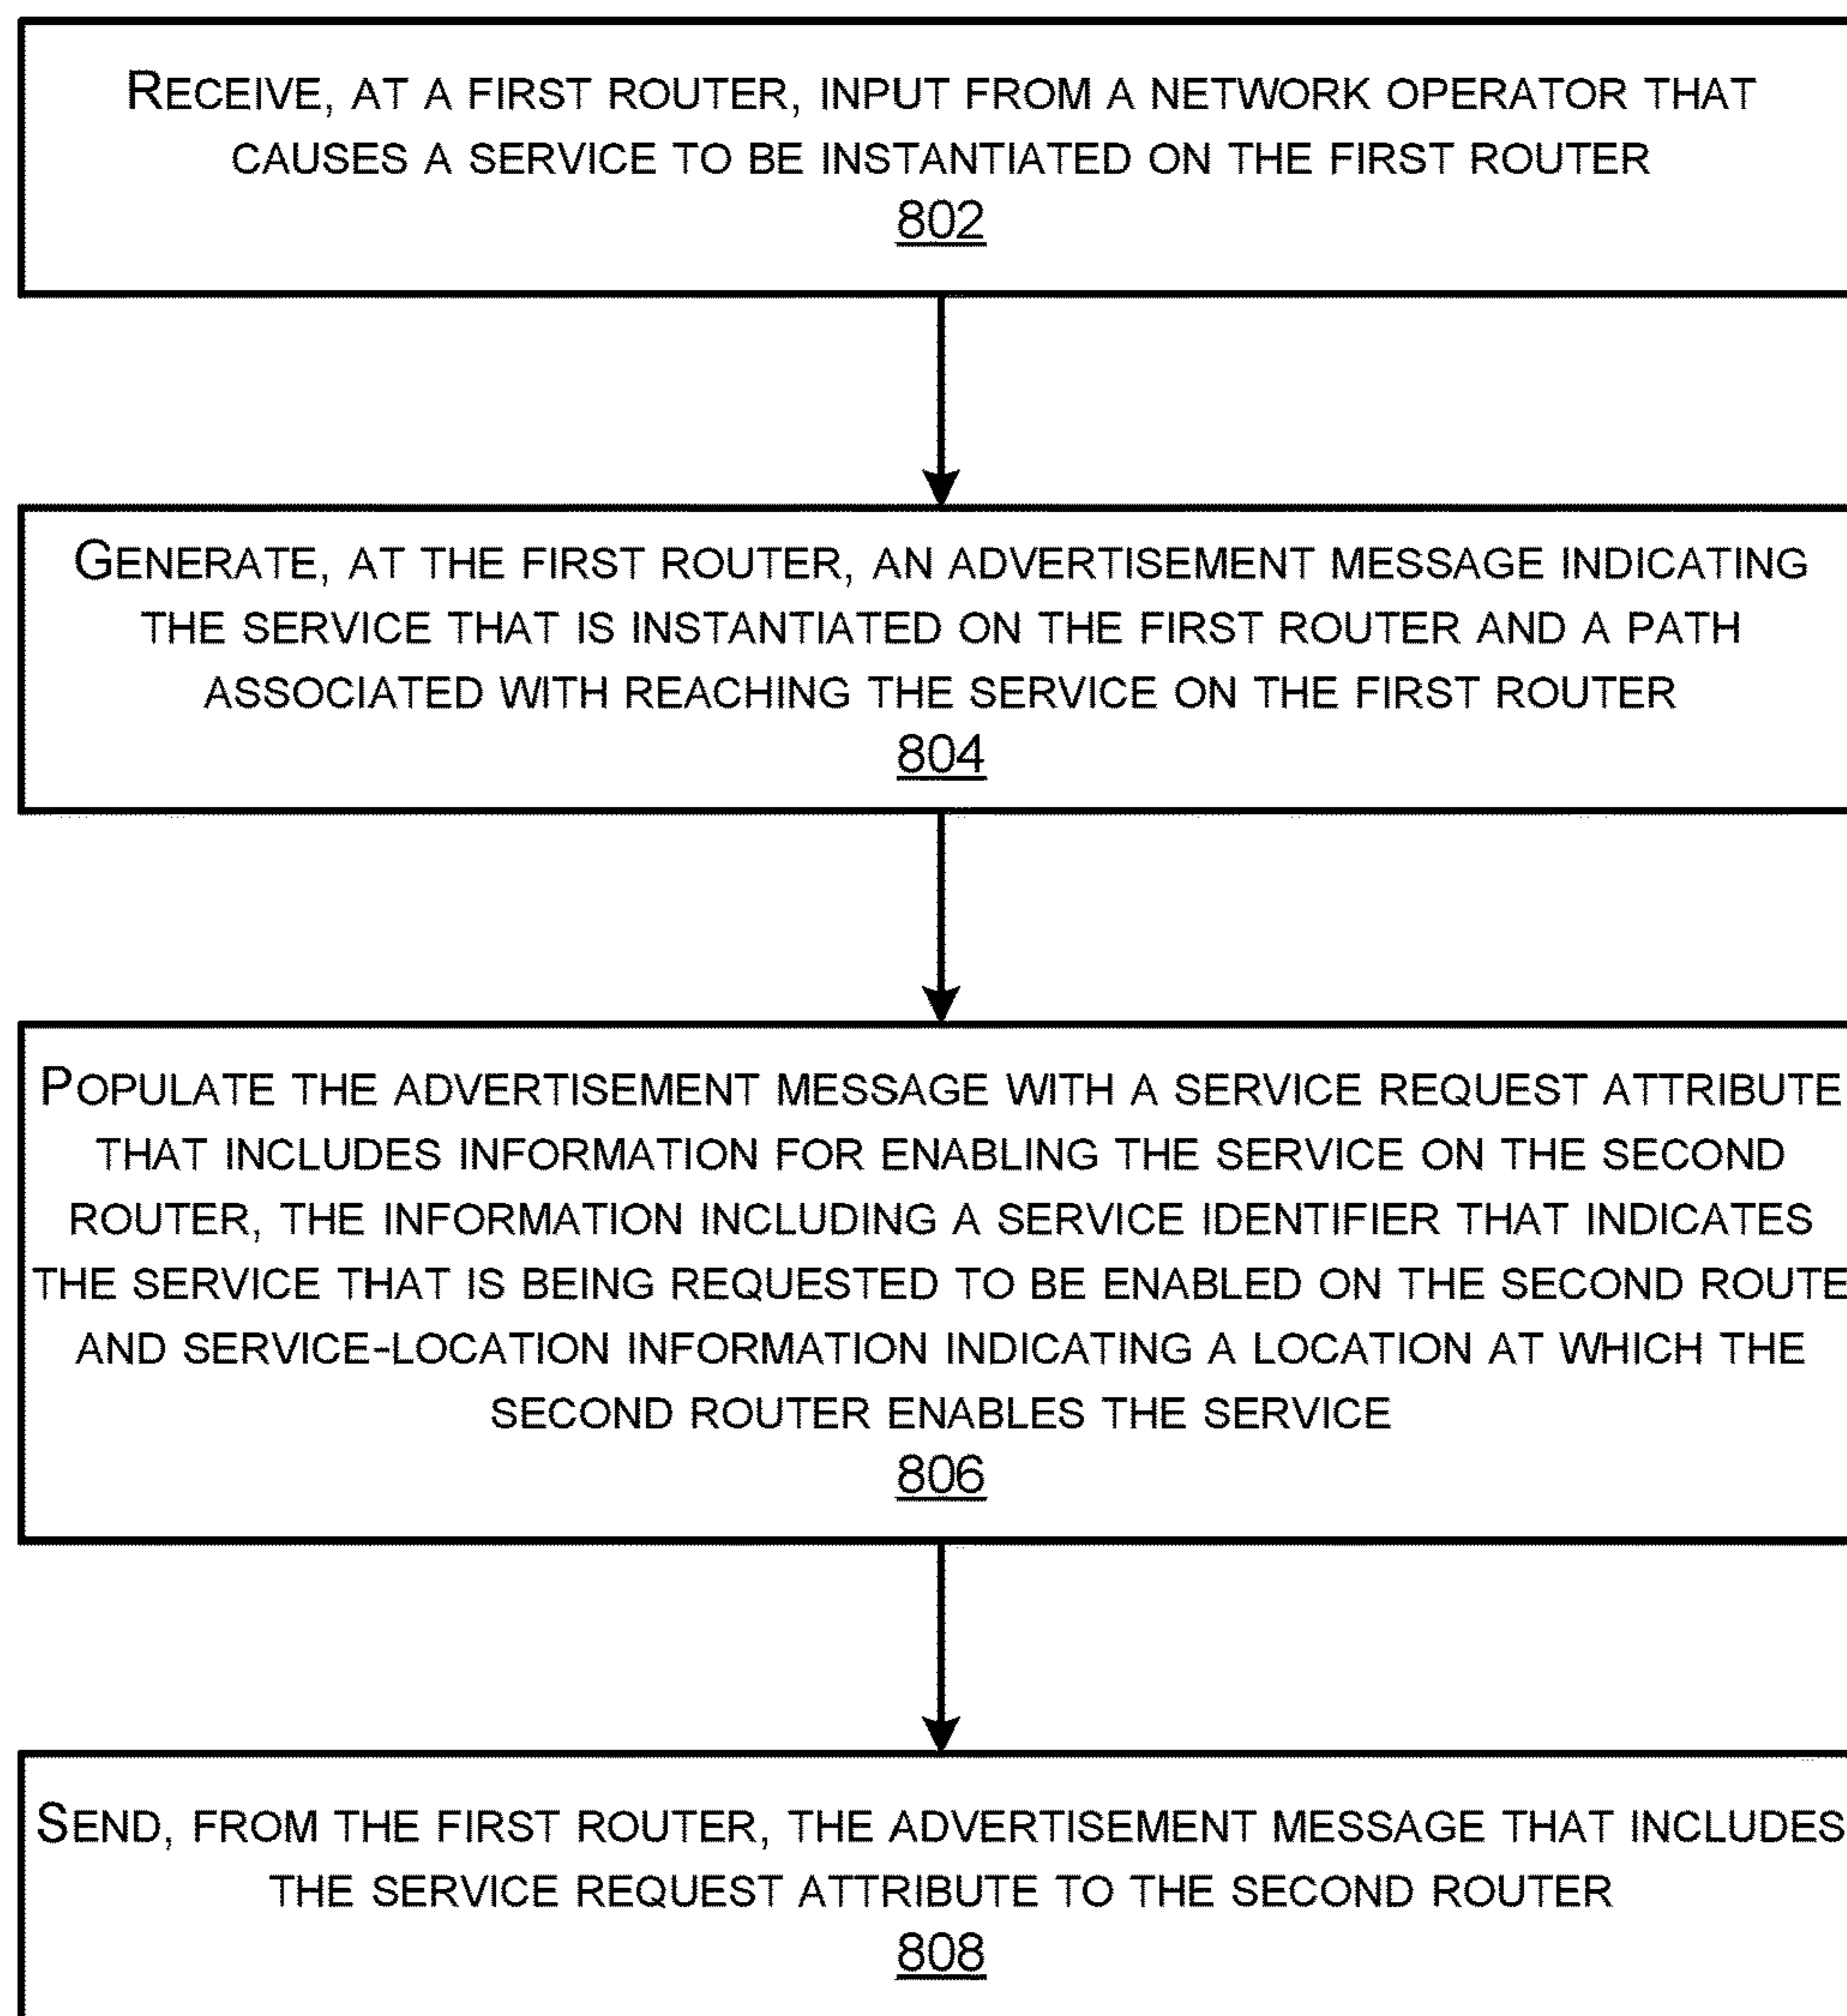 RECEIVE, AT A FIRST ROUTER, INPUT FROM A NETWORK OPERATOR THAT
CAUSES A SERVICE TO BE INSTANTIATED ON THE FIRST ROUTER
802
GENERATE, AT THE FIRST ROUTER, AN ADVERTISEMENT MESSAGE INDICATING
THE SERVICE THAT IS INSTANTIATED ON THE FIRST ROUTER AND A PATH
ASSOCIATED WITH REACHING THE SERVICE ON THE FIRST ROUTER
804
POPULATE THE ADVERTISEMENT MESSAGE WITH A SERVICE REQUEST ATTRIBUTE
THAT INCLUDES INFORMATION FOR ENABLING THE SERVICE ON THE SECOND
ROUTER, THE INFORMATION INCLUDING A SERVICE IDENTIFIER THAT INDICATES
THE SERVICE THAT IS BEING REQUESTED TO BE ENABLED ON THE SECOND ROUTE
AND SERVICE-LOCATION INFORMATION INDICATING A LOCATION AT WHICH THE
SECOND ROUTER ENABLES THE SERVICE
806
SEND, FROM THE FIRST ROUTER, THE ADVERTISEMENT MESSAGE THAT INCLUDES
THE SERVICE REQUEST ATTRIBUTE TO THE SECOND ROUTER
808